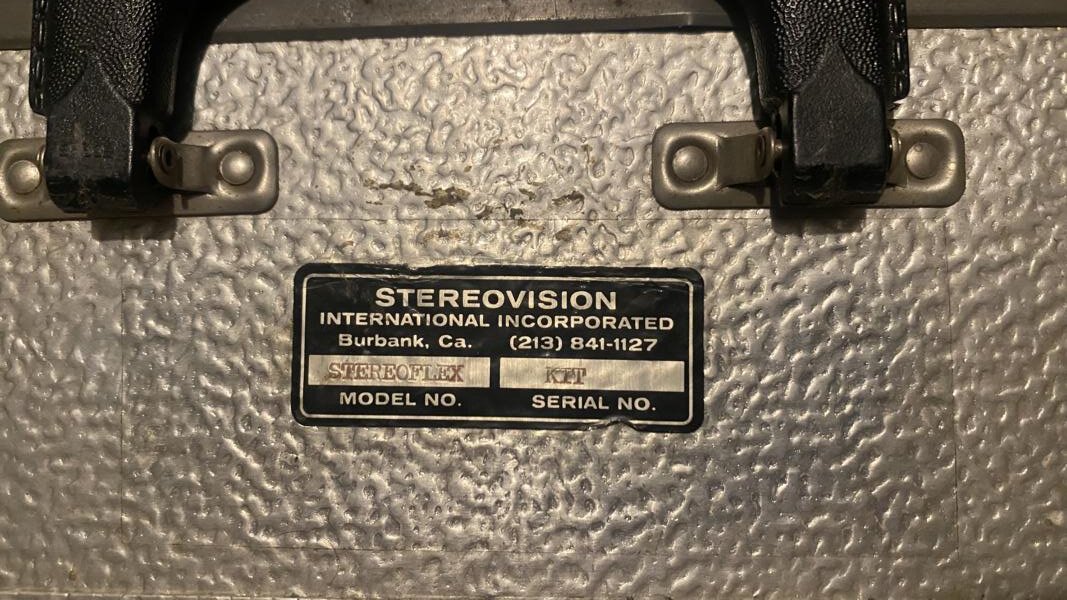 STEREOVISION
INTERNATIONAL INCORPORATED
Burbank, Ca. (213) 841-1127
STEREOFLEX KIT
MODEL NO. SERIAL NO.